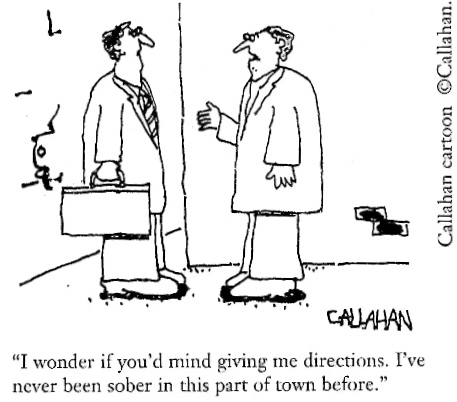 Callahan cartoon ©Callahan.
CALLAHAN
“I wonder if you’d mind giving me directions. I’ve
never been sober in this part of town before.”